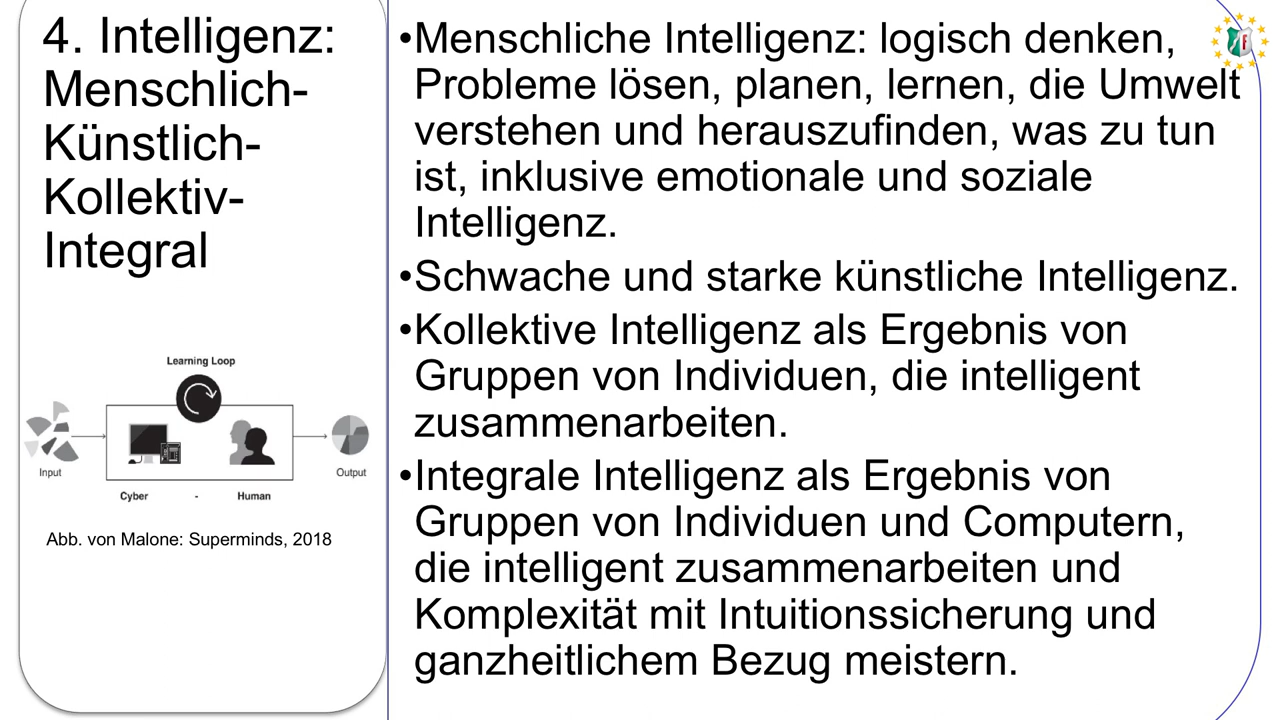 4. Intelligenz:
Menschlich-
Künstlich-
Kollektiv-
Integral
Learning Loop
Input
Output
Cyber - Human
Abb. von Malone: Superminds, 2018
•Menschliche Intelligenz: logisch denken,
Probleme lösen, planen, lernen, die Umwelt
verstehen und herauszufinden, was zu tun
ist, inklusive emotionale und soziale
Intelligenz.
•Schwache und starke künstliche Intelligenz.
•Kollektive Intelligenz als Ergebnis von
Gruppen von Individuen, die intelligent
zusammenarbeiten.
•Integrale Intelligenz als Ergebnis von
Gruppen von Individuen und Computern,
die intelligent zusammenarbeiten und
Komplexität mit Intuitionssicherung und
ganzheitlichem Bezug meistern.